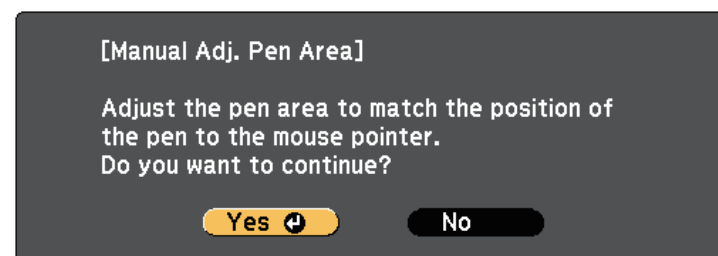 [Manual Adj. Pen Area]
Adjust the pen area to match the position of
the pen to the mouse pointer.
Do you want to continue?
Yes
No